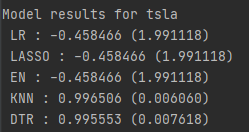 Model results for tsla
LR : -0.458466 (1.991118)
LASSO : -0.458466 (1.991118)
EN : -0.458466 (1.991118)
KNN : 0.996506 (0.006060)
DTR : 0.995553 (0.007618)